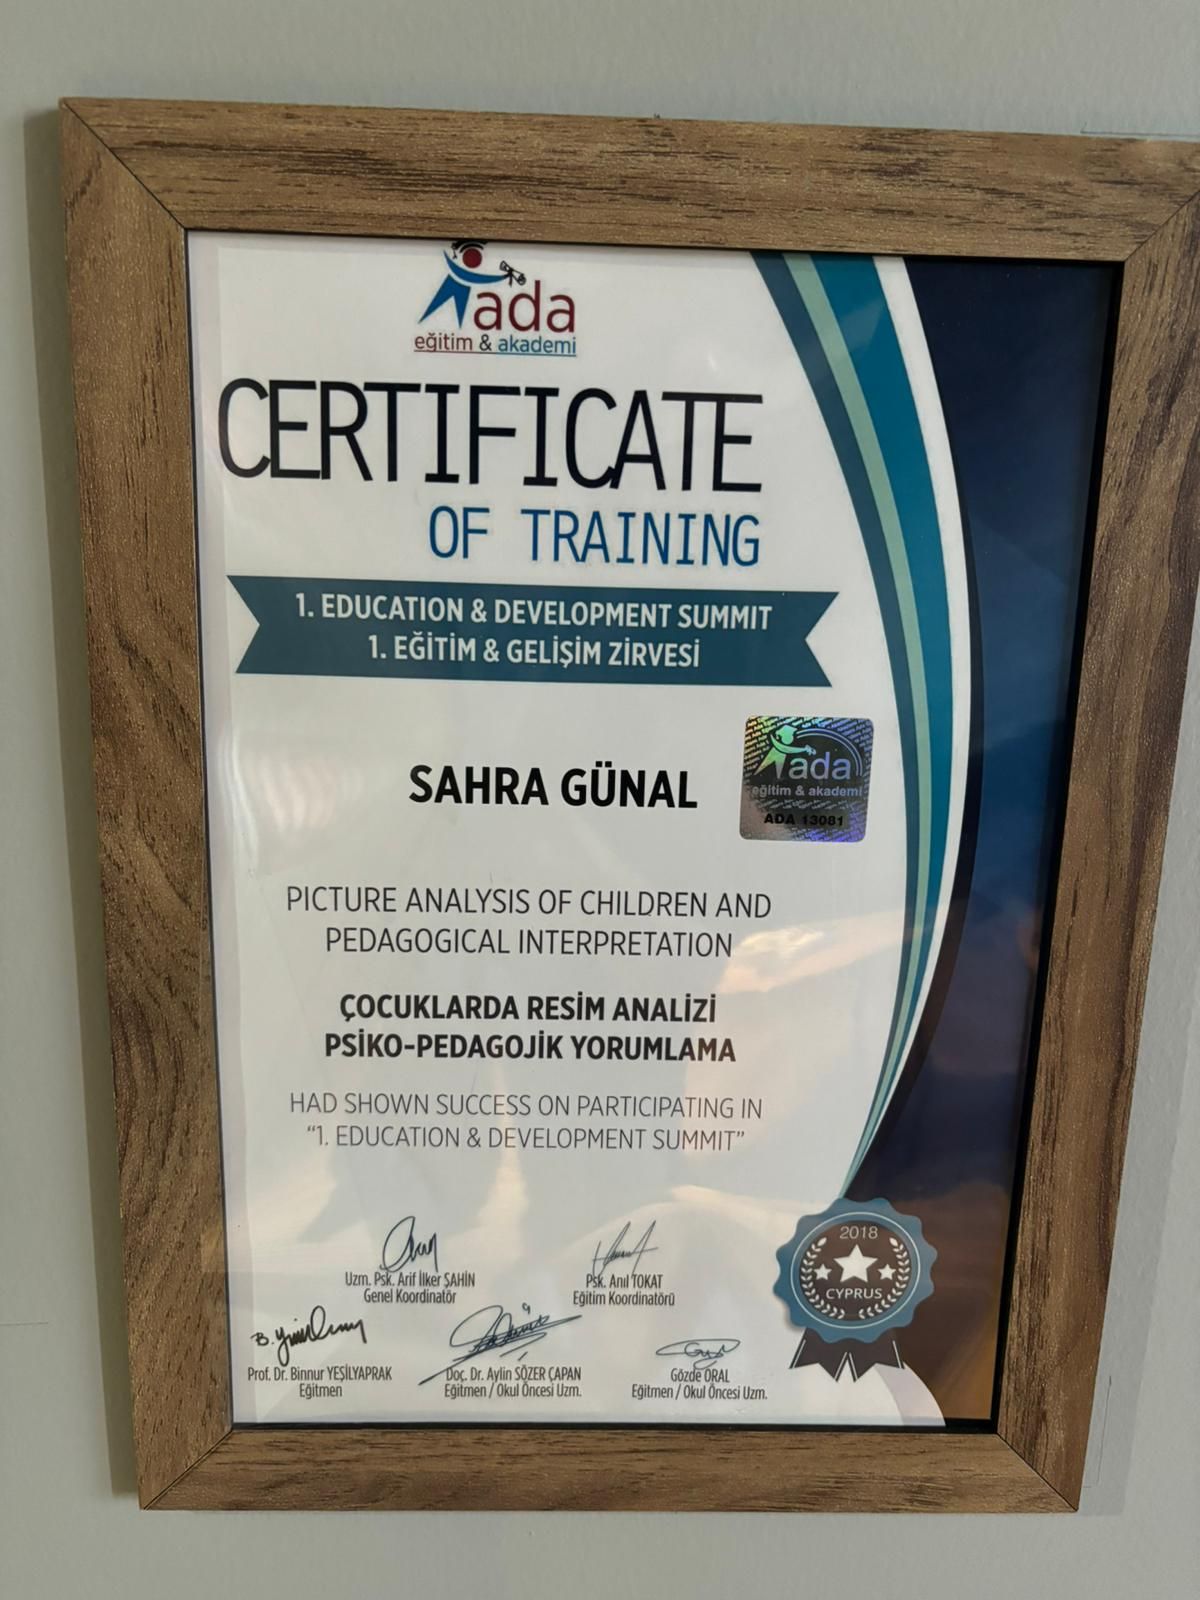 ada
eğitim & akademi
CERTIFICATE
OF TRAINING
1. EDUCATION & DEVELOPMENT SUMMIT
1. EĞİTİM & GELİŞİM ZİRVESİ
SAHRA GÜNAL
ada
eğitim & akademi
ADA 13081
PICTURE ANALYSIS OF CHILDREN AND
PEDAGOGICAL INTERPRETATION
ÇOCUKLARDA RESİM ANALİZİ
PSİKO-PEDAGOJİK YORUMLAMA
HAD SHOWN SUCCESS ON PARTICIPATING IN
“1. EDUCATION & DEVELOPMENT SUMMIT”
Uzm. Psk. Arif İlker ŞAHİN
Genel Koordinatör
Psk. Anıl TOKAT
Eğitim Koordinatörü
2018
CYPRUS
Prof. Dr. Binnur YEŞİLYAPRAK
Eğitmen
Doç. Dr. Aylin SÖZER ÇAPAN
Eğitmen / Okul Öncesi Uzm.
Gözde ORAL
Eğitmen / Okul Öncesi Uzm.